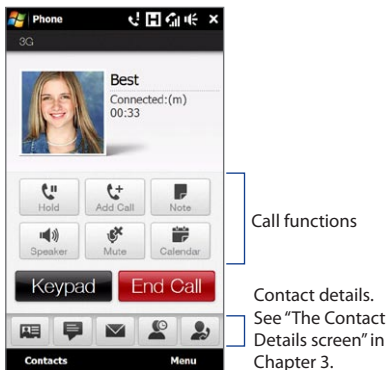 Phone
3G
Best
Connected:(m)
00:33
Hold
Add Call
Note
Speaker
Mute
Calendar
Keypad
End Call
Contacts
Menu
Call functions
Contact details.
See “The Contact
Details screen” in
Chapter 3.